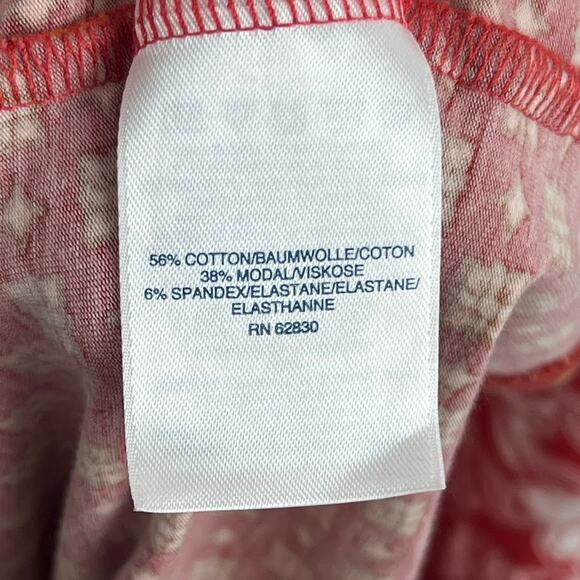 56% COTTON/BAUMWOLLE/COTON
38% MODAL/VISKOSE
6% SPANDEX/ELASTANE/ELASTANE/
ELASTHANNE
RN 62830